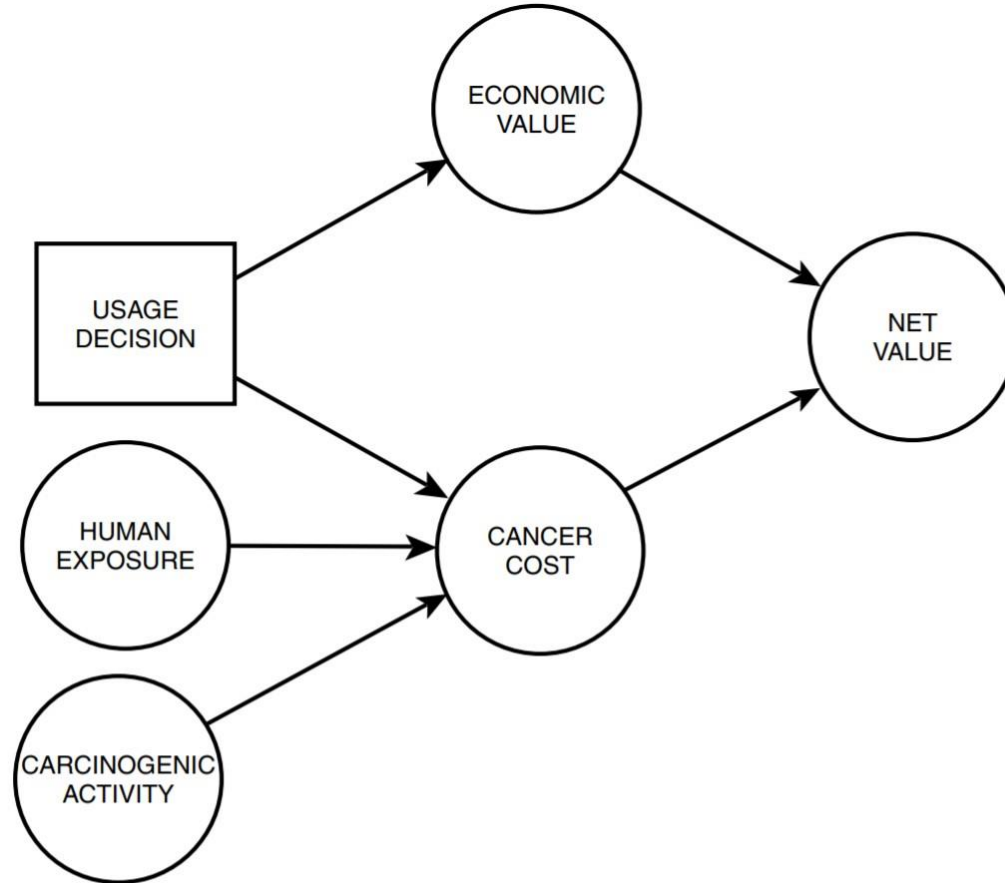 ECONOMIC
VALUE
USAGE
DECISION
NET
VALUE
HUMAN
EXPOSURE
CANCER
COST
CARCINOGENIC
ACTIVITY